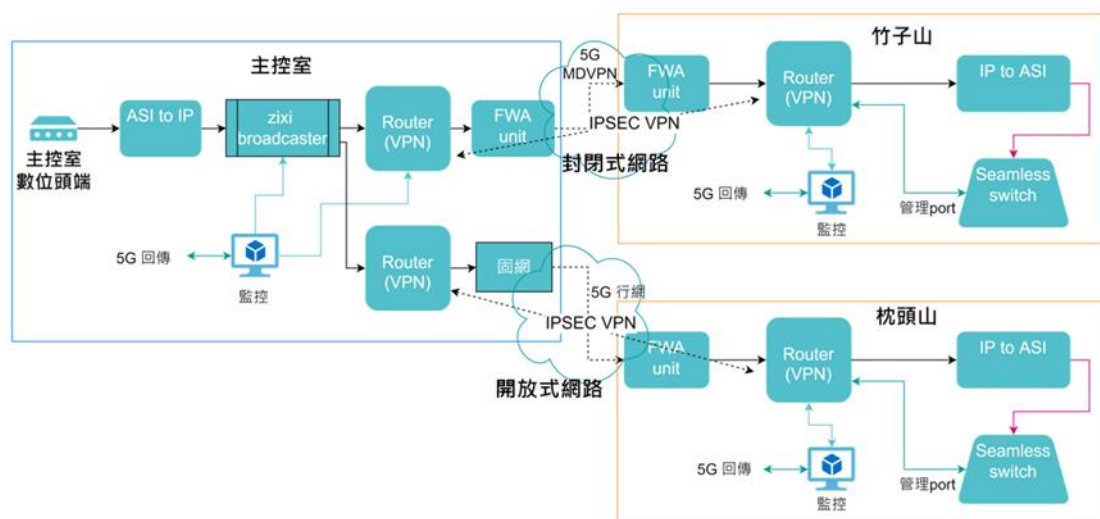 主控室
主控室
數位頭端
ASI to IP
zixi
broadcaster
Router
(VPN)
FWA
unit
5G 回傳
監控
Router
(VPN)
固網
5G
MDVPN
IPSEC VPN
封閉式網路
5G 行網
IPSEC VPN
開放式網路
竹子山
FWA
unit
Router
(VPN)
IP to ASI
5G 回傳
監控
管理port
Seamless
switch
枕頭山
FWA
unit
Router
(VPN)
IP to ASI
5G 回傳
監控
管理port
Seamless
switch